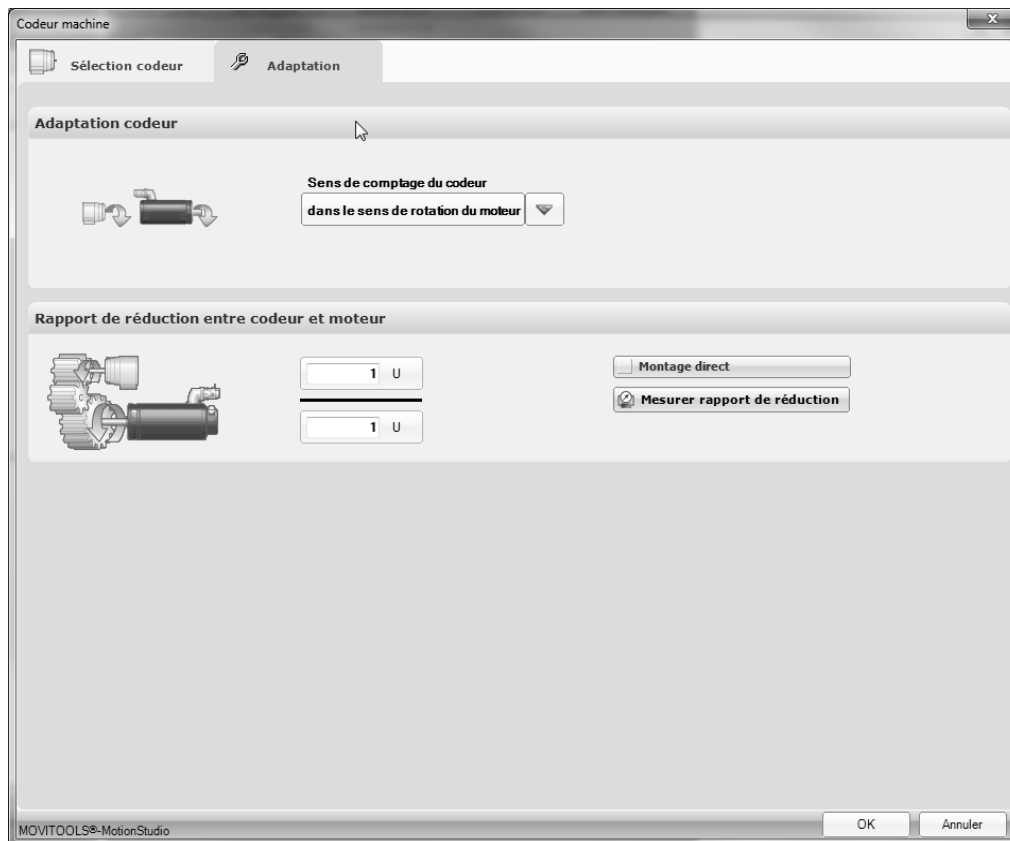 Codeur machine
Sélection codeur
Adaptation
Adaptation codeur
Sens de comptage du codeur
dans le sens de rotation du moteur
Rapport de réduction entre codeur et moteur
1 U
1 U
Montage direct
Mesurer rapport de réduction
MOVITOOLS®-MotionStudio
OK
Annuler